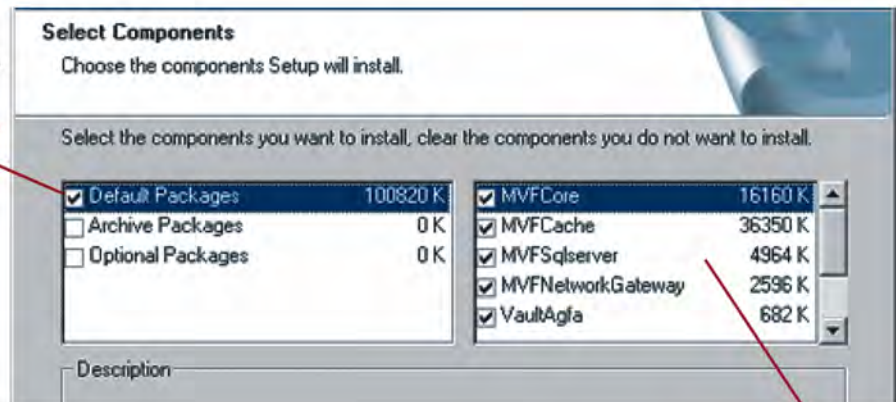 Select Components
Choose the components Setup will install.
Select the components you want to install, clear the components you do not want to install.
Default Packages 100820 K
Archive Packages 0 K
Optional Packages 0 K
MVFCore 16160 K
MVFCache 36350 K
MVFSqlserver 4964 K
MVFNetworkGateway 2596 K
VaultAgfa 682 K
Description